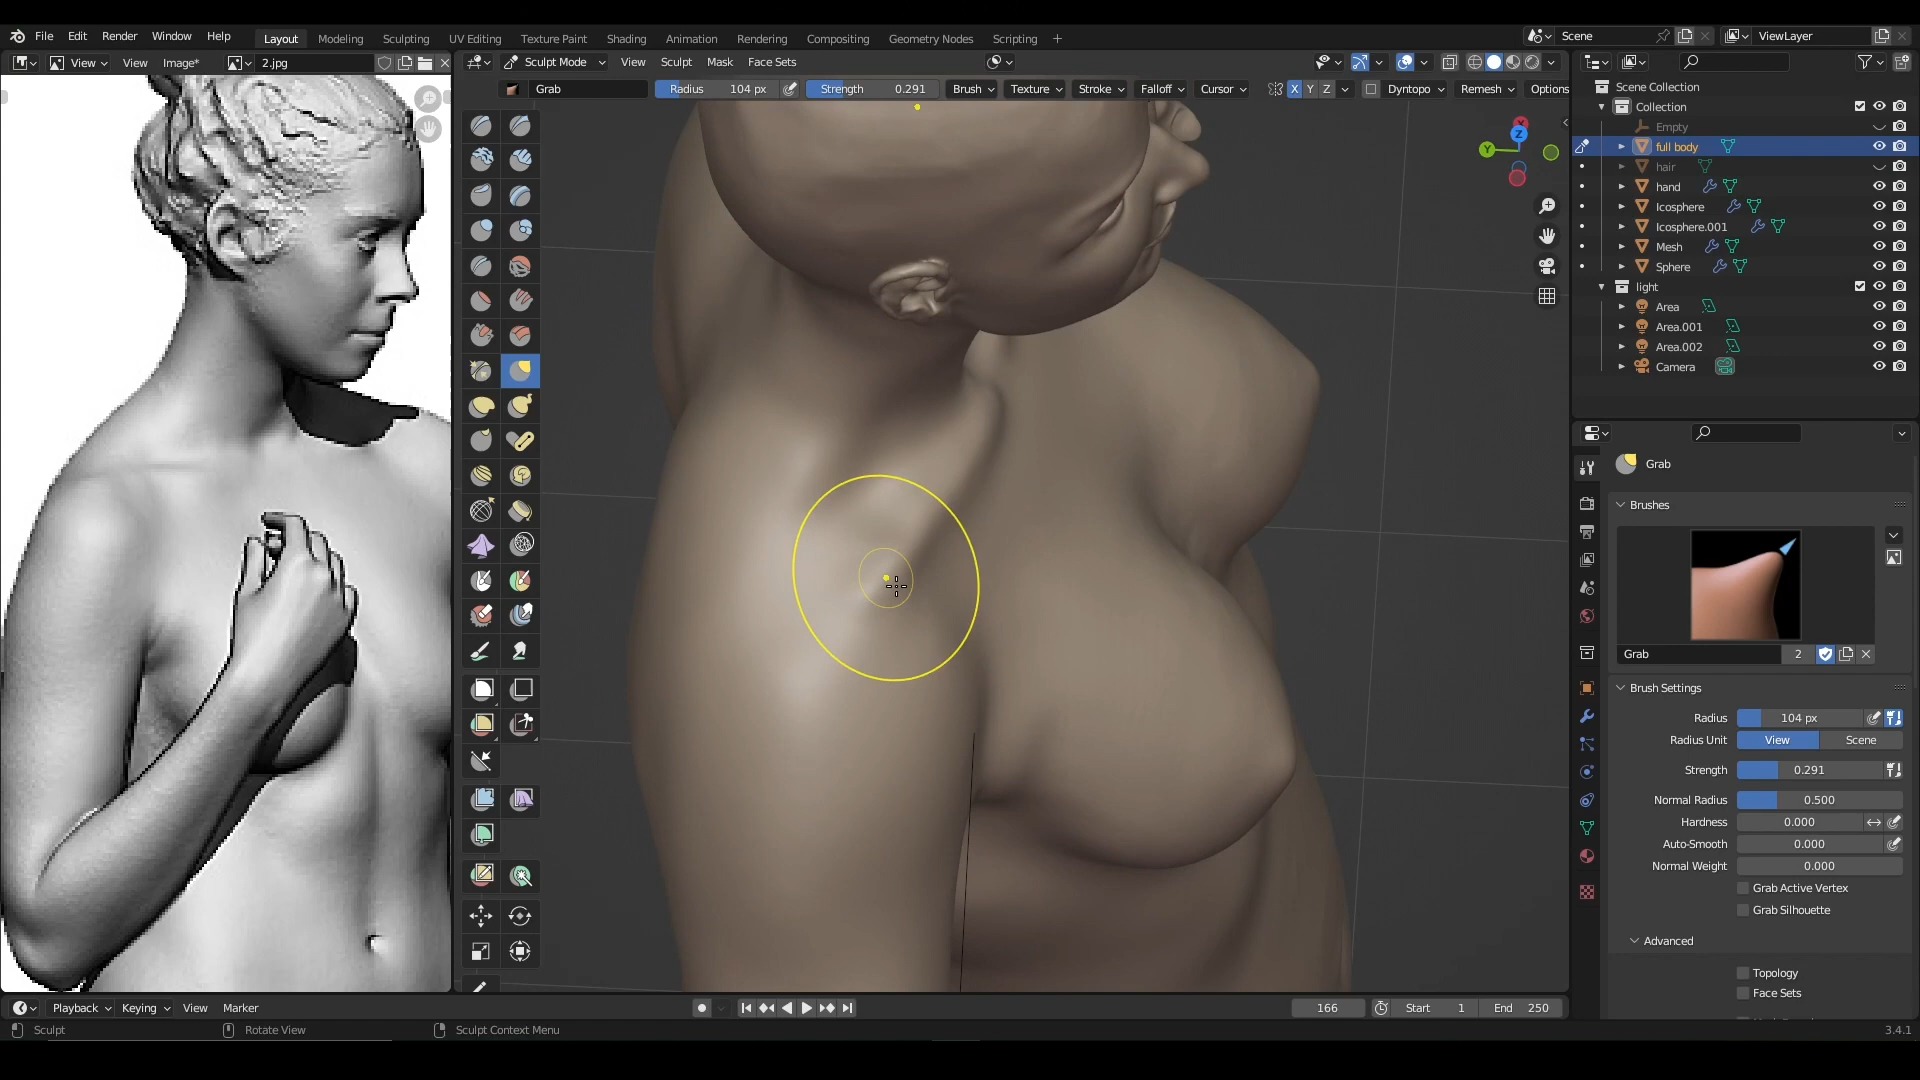 File Edit Render Window Help Layout Modeling Sculpting UV Editing Texture Paint Shading Animation Rendering Compositing Geometry Nodes Scripting + Scene ViewLayer
View View Image* 2.jpg Sculpt Mode View Sculpt Mask Face Sets
Grab Radius 104 px Strength 0.291 Brush Texture Stroke Falloff Cursor X Y Z Dyntopo Remesh Options
Scene Collection
Collection
Empty
full body
hair
hand
Icosphere
Icosphere.001
Mesh
Sphere
light
Area
Area.001
Area.002
Camera
Z
Y
Grab
Brushes
Grab 2
Brush Settings
Radius 104 px
Radius Unit View Scene
Strength 0.291
Normal Radius 0.500
Hardness 0.000
Auto-Smooth 0.000
Normal Weight 0.000
Grab Active Vertex
Grab Silhouette
Advanced
Topology
Face Sets
Playback Keying View Marker 166 Start 1 End 250
Sculpt Rotate View Sculpt Context Menu 3.4.1